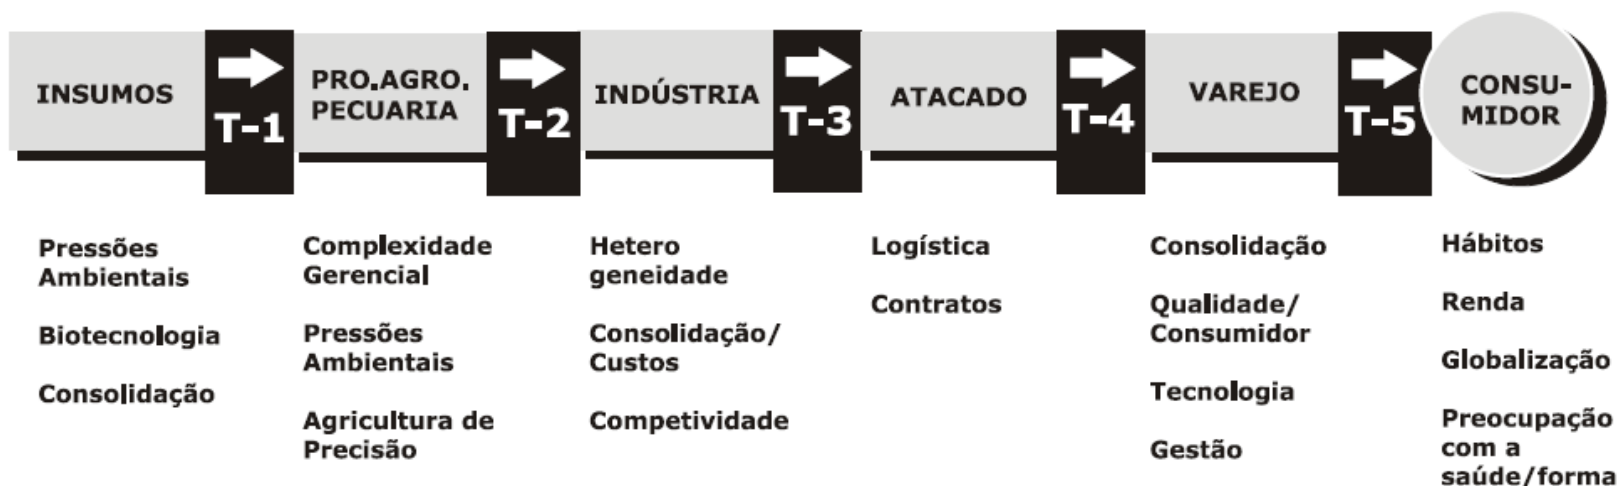 INSUMOS
T-1
PRO.AGRO.
PECUARIA
T-2
INDÚSTRIA
T-3
ATACADO
T-4
VAREJO
T-5
CONSU-
MIDOR
Pressões
Ambientais
Biotecnologia
Consolidação
Complexidade
Gerencial
Pressões
Ambientais
Agricultura de
Precisão
Hetero
geneidade
Consolidação/
Custos
Competividade
Logística
Contratos
Consolidação
Qualidade/
Consumidor
Tecnologia
Gestão
Hábitos
Renda
Globalização
Preocupação
com a
saúde/forma